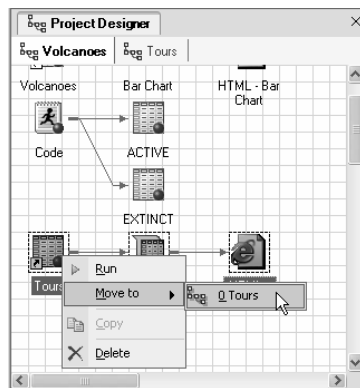 Project Designer
Volcanoes Tours
Volcanoes Bar Chart HTML - Bar
Chart
Code ACTIVE
EXTINCT
Tours
Run
Move to
0 Tours
Copy
Delete